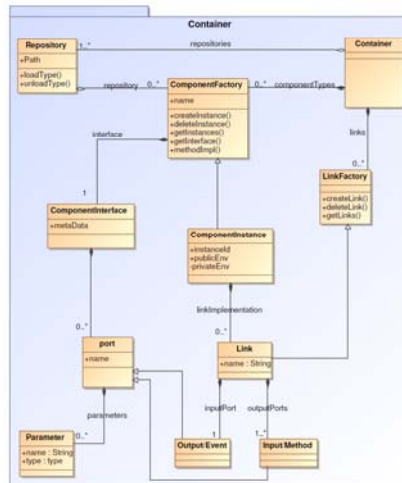 Container
Repository
+Path
+loadType()
+unloadType()
1..*
repositories
Container
repository
0..*
ComponentFactory
+name
+createInstance()
+deleteInstance()
+getInstances()
+getInterface()
+methodImpl()
0..*
componentTypes
interface
1
links
0..*
LinkFactory
+createLink()
+deleteLink()
+getLinks()
ComponentInterface
+metaData
ComponentInstance
+instanceId
+publicEnv
-privateEnv
linkImplementation
0..*
0..*
port
+name
Link
+name : String
parameters
inputPort
outputPorts
Parameter
+name : String
+type : type
0..*
1
1..*
Output/Event
Input/Method